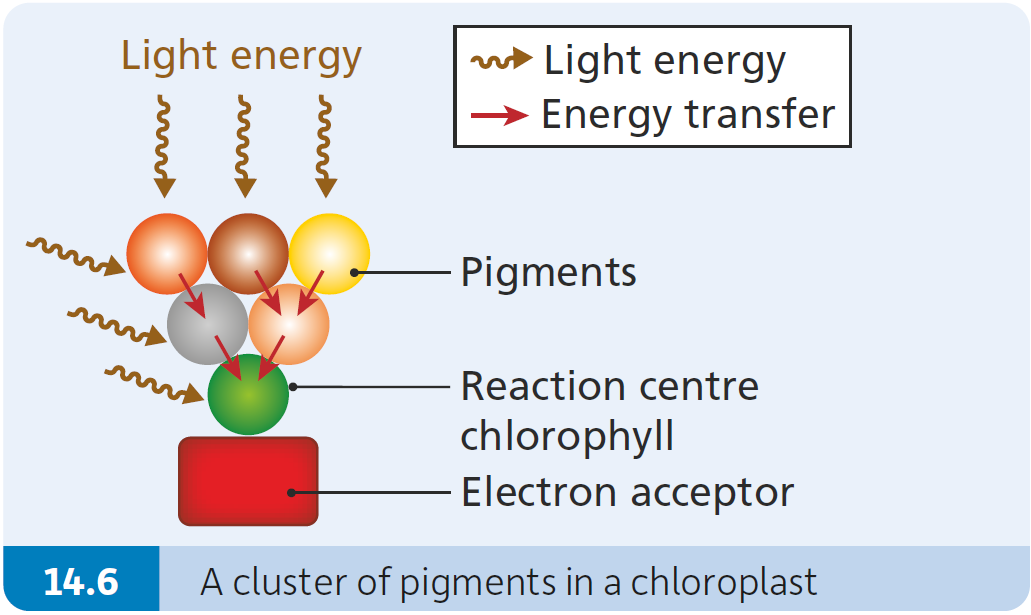 Light energy
Light energy
Energy transfer
Pigments
Reaction centre
chlorophyll
Electron acceptor
14.6 A cluster of pigments in a chloroplast